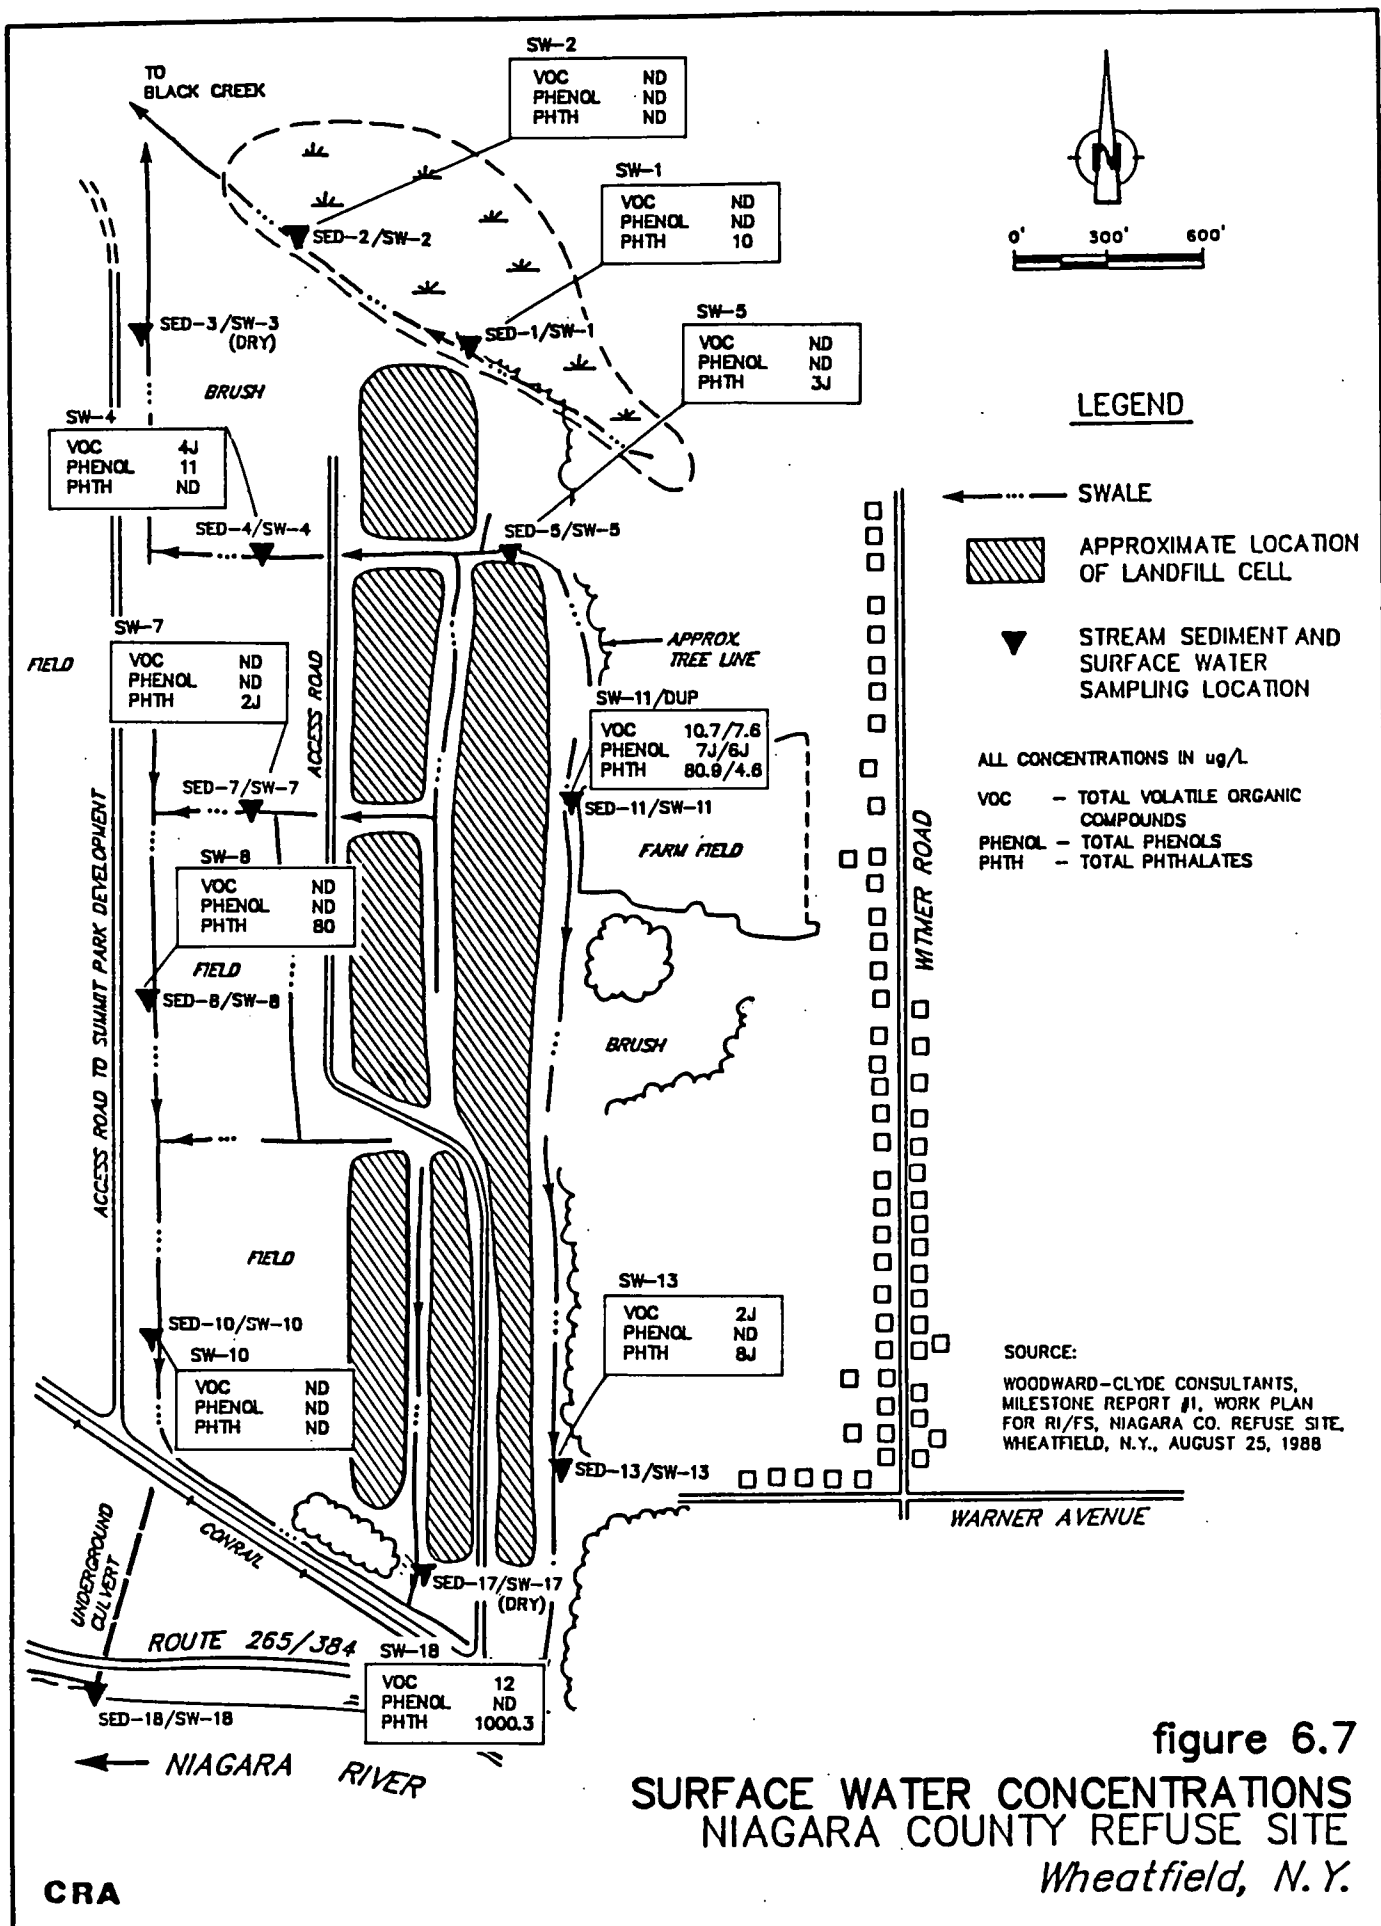 SW-2
VOC ND
PHENOL ND
PHTH ND
TO
BLACK CREEK
SW-1
VOC ND
PHENOL ND
PHTH 10
N
0' 300' 600'
SED-2/SW-2
SED-3/SW-3
(DRY)
SED-1/SW-1
SW-5
VOC ND
PHENOL ND
PHTH 3J
BRUSH
LEGEND
SW-4
VOC 4J
PHENOL 11
PHTH ND
SWALE
SED-4/SW-4
SED-5/SW-5
APPROXIMATE LOCATION
OF LANDFILL CELL
STREAM SEDIMENT AND
SURFACE WATER
SAMPLING LOCATION
SW-7
VOC ND
PHENOL ND
PHTH 2J
FIELD
ACCESS ROAD
APPROX.
TREE LINE
SW-11/DUP
VOC 10.7/7.6
PHENOL 7J/6J
PHTH 80.9/4.6
ALL CONCENTRATIONS IN ug/L
VOC - TOTAL VOLATILE ORGANIC
COMPOUNDS
PHENOL - TOTAL PHENOLS
PHTH - TOTAL PHTHALATES
SED-7/SW-7
SED-11/SW-11
FARM FIELD
WITMER ROAD
SW-8
VOC ND
PHENOL ND
PHTH 80
FIELD
SED-8/SW-8
ACCESS ROAD TO SUMMIT PARK DEVELOPMENT
BRUSH
FIELD
SW-13
VOC 2J
PHENOL ND
PHTH 8J
SED-10/SW-10
SW-10
VOC ND
PHENOL ND
PHTH ND
SOURCE:
WOODWARD-CLYDE CONSULTANTS,
MILESTONE REPORT #1, WORK PLAN
FOR RI/FS, NIAGARA CO. REFUSE SITE,
WHEATFIELD, N.Y., AUGUST 25, 1988
SED-13/SW-13
WARNER AVENUE
CONRAIL
UNDERGROUND
CULVERT
SED-17/SW-17
(DRY)
ROUTE 265/384
SW-18
VOC 12
PHENOL ND
PHTH 1000.3
SED-18/SW-18
NIAGARA RIVER
figure 6.7
SURFACE WATER CONCENTRATIONS
NIAGARA COUNTY REFUSE SITE
Wheatfield, N.Y.
CRA